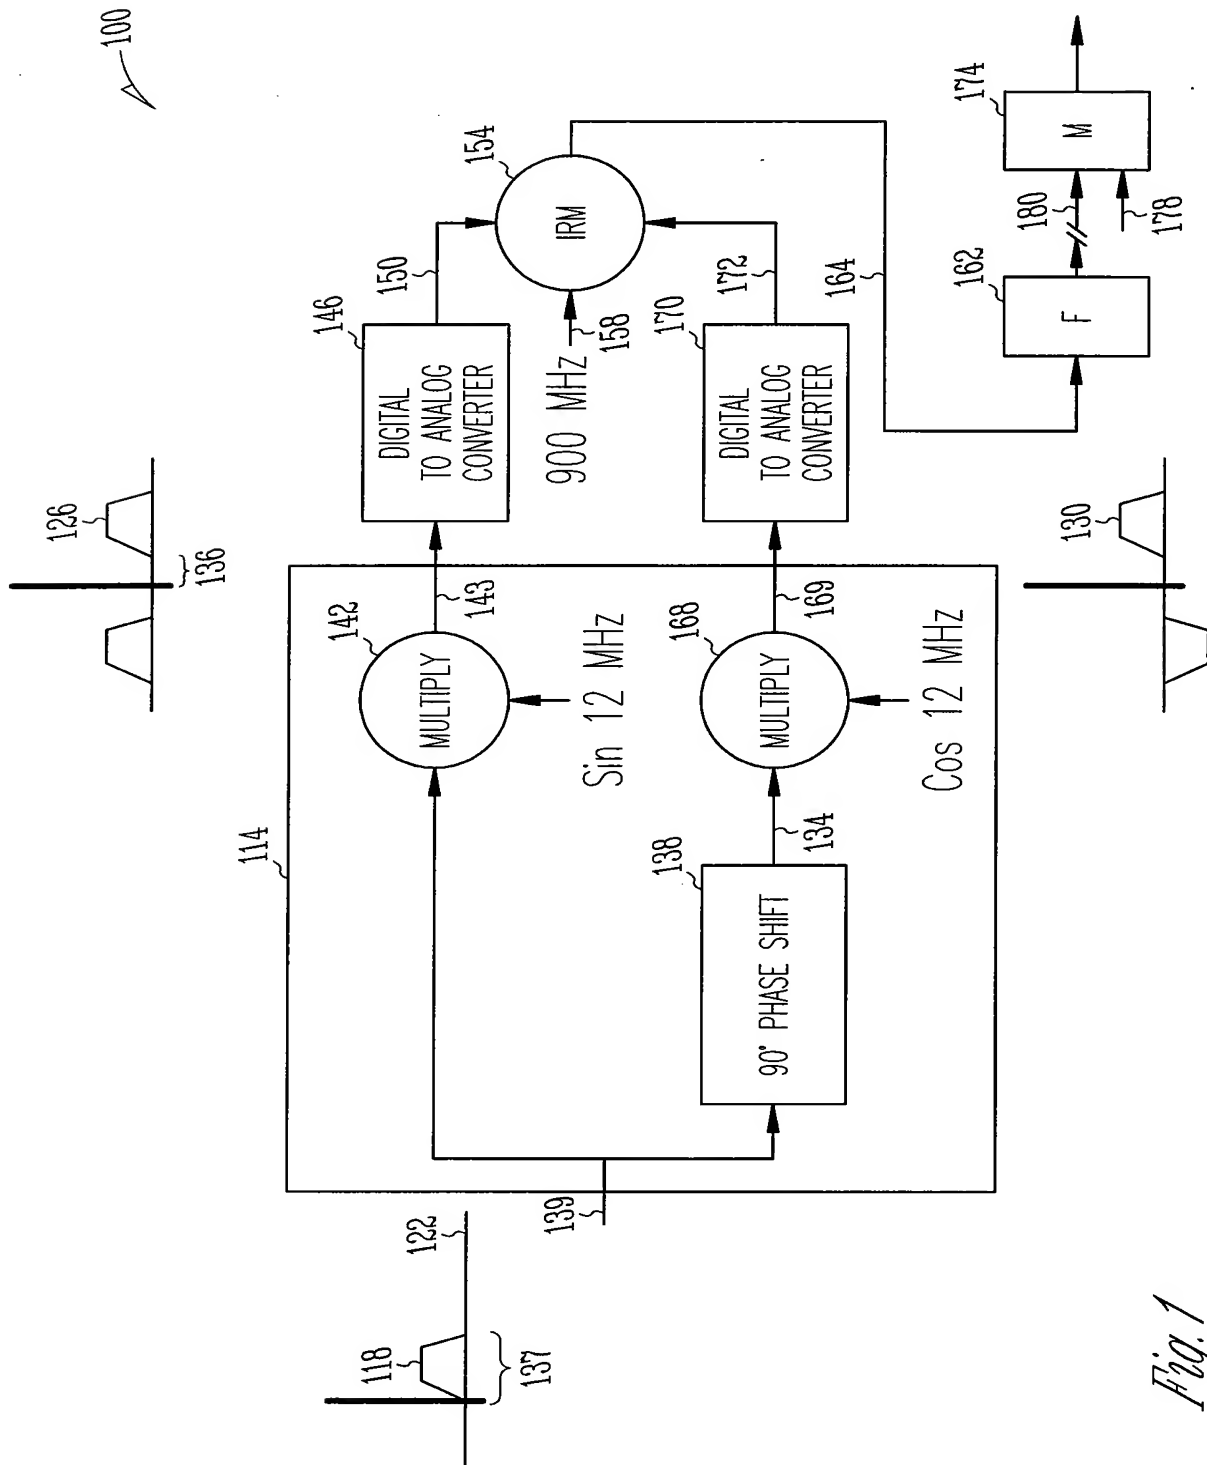 100
126
136
150
154
IRM
146
DIGITAL
TO ANALOG
CONVERTER
158
900 MHz
172
170
DIGITAL
TO ANALOG
CONVERTER
164
174
M
180
178
162
F
130
114
142
MULTIPLY
143
Sin 12 MHz
168
MULTIPLY
169
Cos 12 MHz
134
138
90° PHASE SHIFT
139
122
118
137
Fig. 1